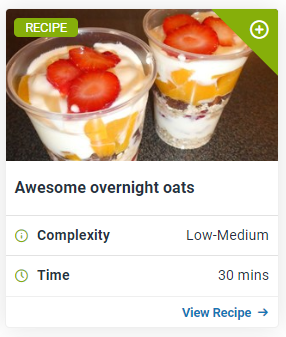 RECIPE
Awesome overnight oats
Complexity Low-Medium
Time 30 mins
View Recipe